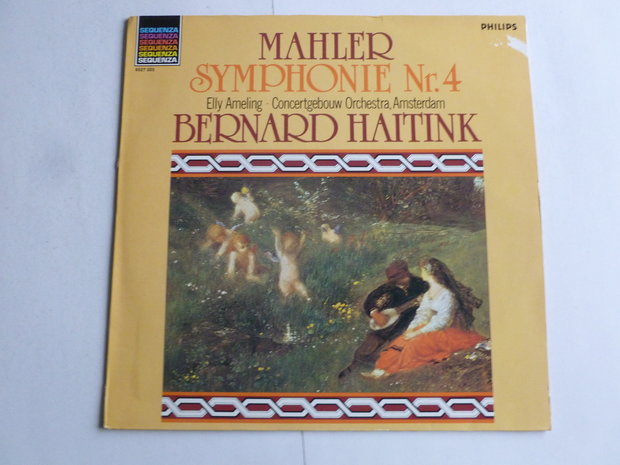 SEQUENZA
SEQUENZA
SEQUENZA
SEQUENZA
SEQUENZA
SEQUENZA
PHILIPS
MAHLER
SYMPHONIE Nr. 4
Elly Ameling · Concertgebouw Orchestra, Amsterdam
BERNARD HAITINK